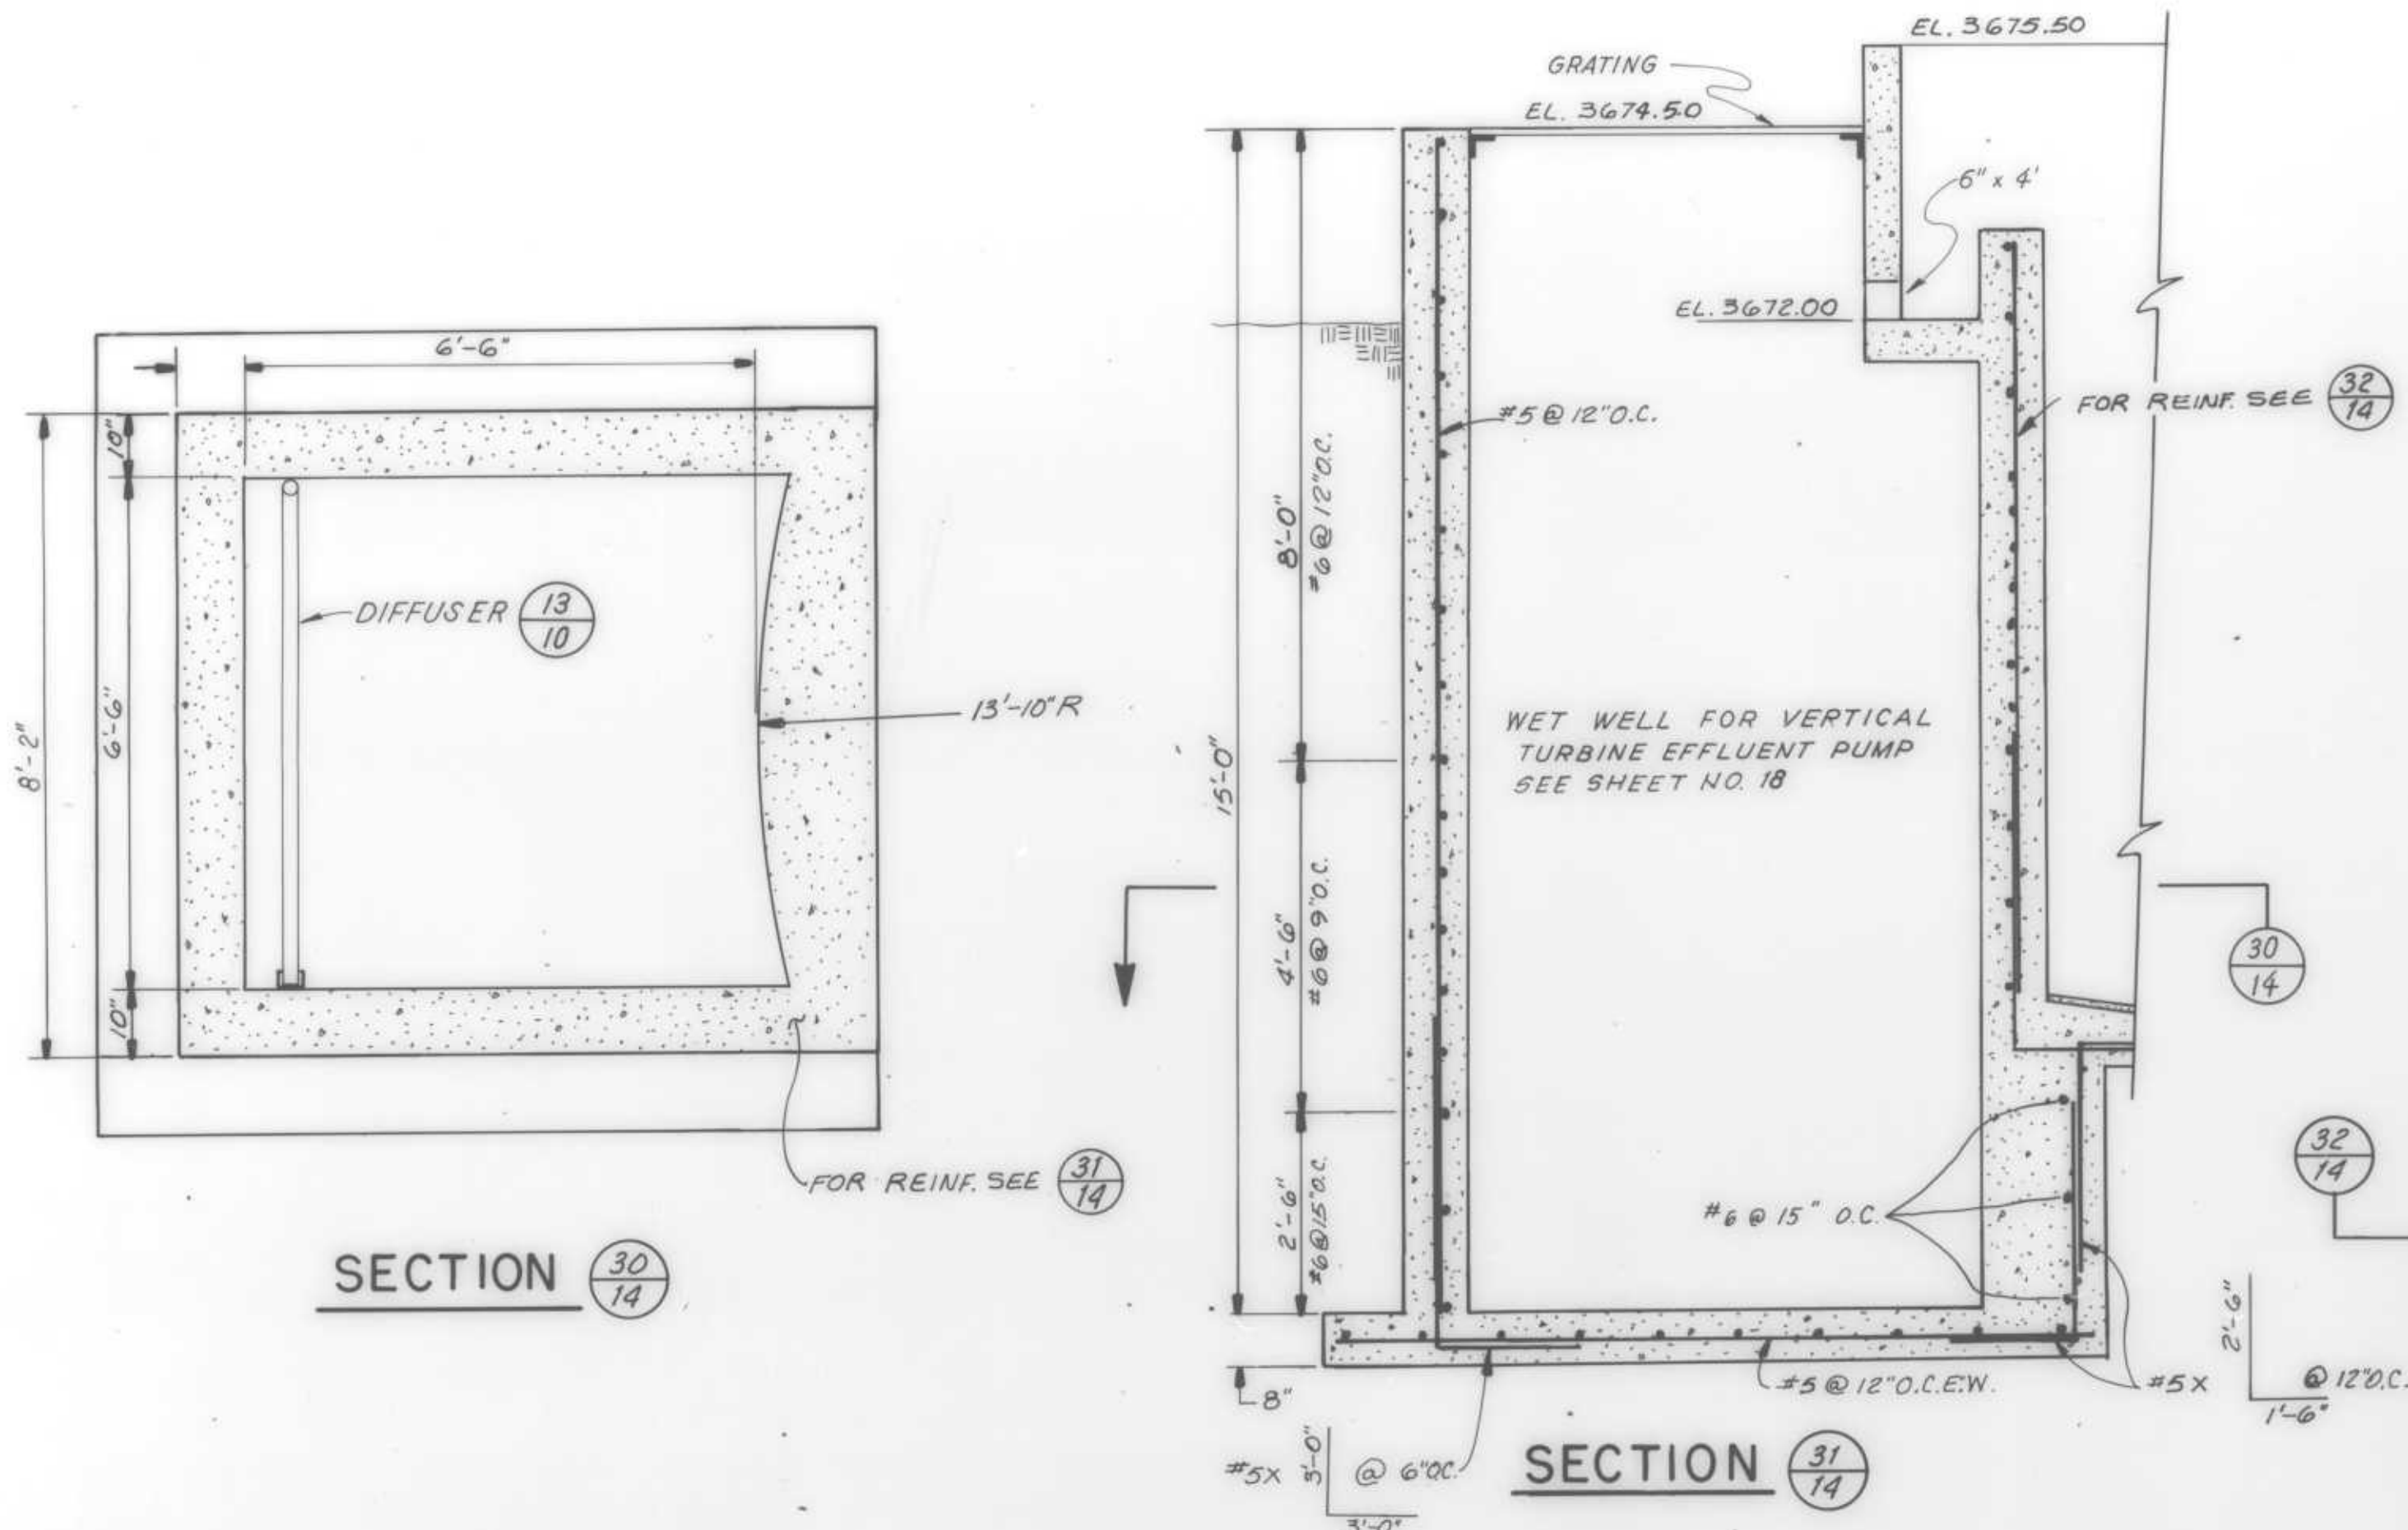 6'-6"
10"
8'-2"
6'-6"
10"
DIFFUSER 13/10
13'-10" R
FOR REINF. SEE 31/14
SECTION 30/14
EL. 3675.50
GRATING
EL. 3674.50
6" x 4'
EL. 3672.00
#5 @ 12" O.C.
FOR REINF. SEE 32/14
8'-0"
#6 @ 12" O.C.
15'-0"
WET WELL FOR VERTICAL
TURBINE EFFLUENT PUMP
SEE SHEET NO. 18
4'-6"
#6 @ 9" O.C.
30/14
2'-6"
#6 @ 15" O.C.
#6 @ 15" O.C.
32/14
8"
#5 @ 12" O.C.E.W.
#5 X
2'-6"
@ 12" O.C.
1'-6"
#5 X
3'-0"
@ 6" O.C.
3'-0"
SECTION 31/14